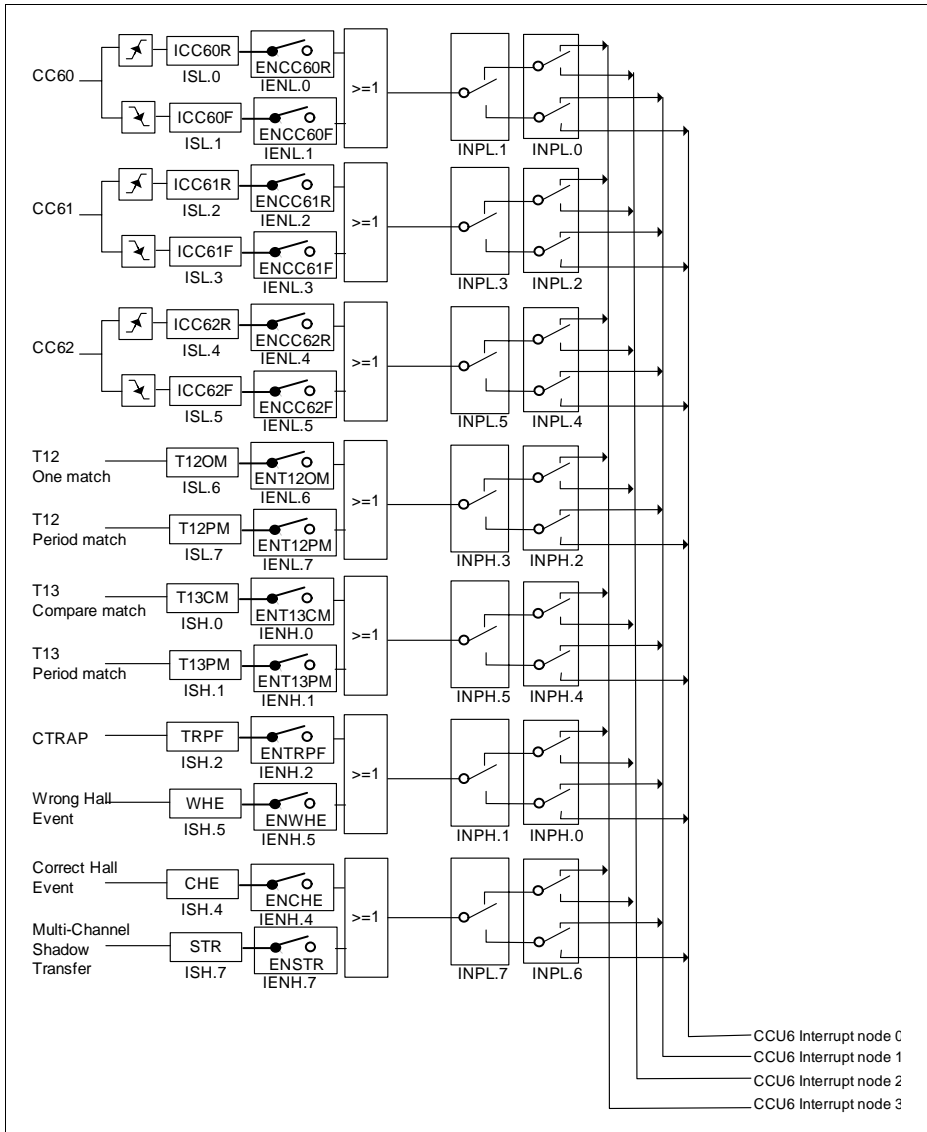 CC60
ICC60R
ISL.0
ENCC60R
IENL.0
ICC60F
ISL.1
ENCC60F
IENL.1
>=1
INPL.1
INPL.0
CC61
ICC61R
ISL.2
ENCC61R
IENL.2
ICC61F
ISL.3
ENCC61F
IENL.3
>=1
INPL.3
INPL.2
CC62
ICC62R
ISL.4
ENCC62R
IENL.4
ICC62F
ISL.5
ENCC62F
IENL.5
>=1
INPL.5
INPL.4
T12
One match
T12OM
ISL.6
ENT12OM
IENL.6
T12
Period match
T12PM
ISL.7
ENT12PM
IENL.7
>=1
INPH.3
INPH.2
T13
Compare match
T13CM
ISH.0
ENT13CM
IENH.0
T13
Period match
T13PM
ISH.1
ENT13PM
IENH.1
>=1
INPH.5
INPH.4
CTRAP
TRPF
ISH.2
ENTRPF
IENH.2
Wrong Hall
Event
WHE
ISH.5
ENWHE
IENH.5
>=1
INPH.1
INPH.0
Correct Hall
Event
CHE
ISH.4
ENCHE
IENH.4
Multi-Channel
Shadow
Transfer
STR
ISH.7
ENSTR
IENH.7
>=1
INPL.7
INPL.6
CCU6 Interrupt node 0
CCU6 Interrupt node 1
CCU6 Interrupt node 2
CCU6 Interrupt node 3